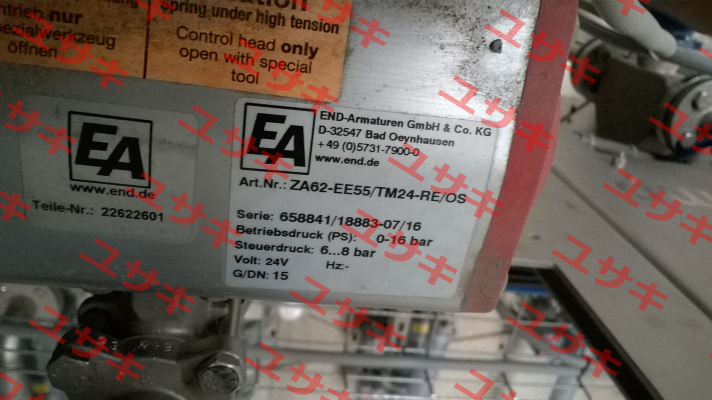 spring under high tension
ntrieb nur
Control head only
öffnen
open with special
tool
EA
www.end.de
Teile-Nr.: 22622601
EA
END-Armaturen GmbH & Co. KG
D-32547 Bad Oeynhausen
+49 (0)5731-7900-0
www.end.de
Art.Nr.: ZA62-EE55/TM24-RE/OS
Serie: 658841/18883-07/16
Betriebsdruck (PS): 0-16 bar
Steuerdruck: 6...8 bar
Volt: 24V Hz:-
G/DN: 15
ユサキ